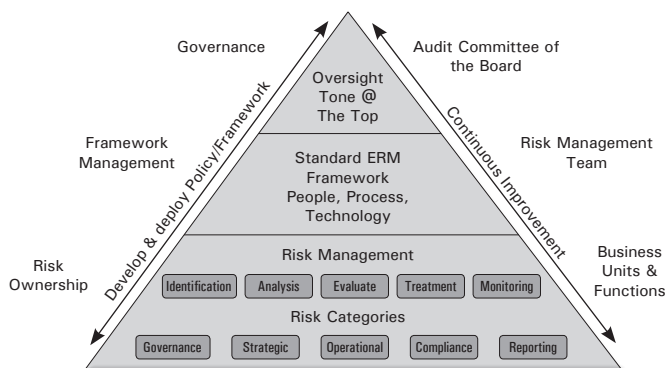 Governance
Audit Committee of
the Board
Oversight
Tone @
The Top
Develop & deploy Policy/Framework
Continuous Improvement
Framework
Management
Risk Management
Team
Standard ERM
Framework
People, Process,
Technology
Risk
Ownership
Business
Units &
Functions
Risk Management
Identification
Analysis
Evaluate
Treatment
Monitoring
Risk Categories
Governance
Strategic
Operational
Compliance
Reporting